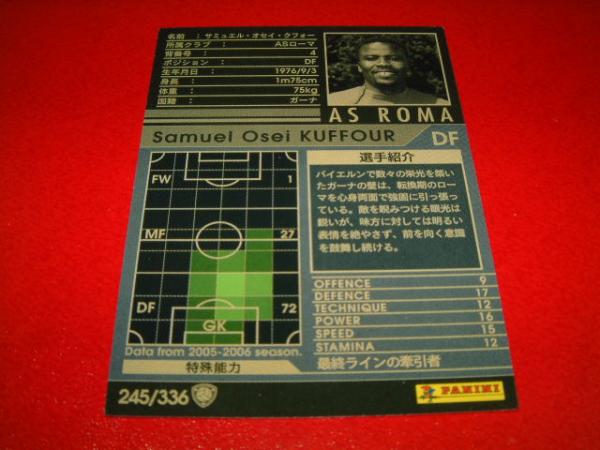 名前 : サミュエル・オセイ・クフォー
所属クラブ : ASローマ
背番号 : 4
ポジション : DF
生年月日 : 1976/9/3
身長 : 1m75cm
体重 : 75kg
国籍 : ガーナ
AS ROMA
Samuel Osei KUFFOUR DF
選手紹介
バイエルンで数々の栄光を築い
たガーナの壁は、転換期のロー
マを心身両面で強固に引っ張っ
ている。敵を睨みつける眼光は
鋭いが、味方に対しては明るい
表情を絶やさず、前を向く意識
を鼓舞し続ける。
FW 1
MF 27
DF 72
GK
Data from 2005-2006 season.
OFFENCE 9
DEFENCE 17
TECHNIQUE 12
POWER 16
SPEED 15
STAMINA 12
特殊能力 最終ラインの牽引者
245/336
PANINI